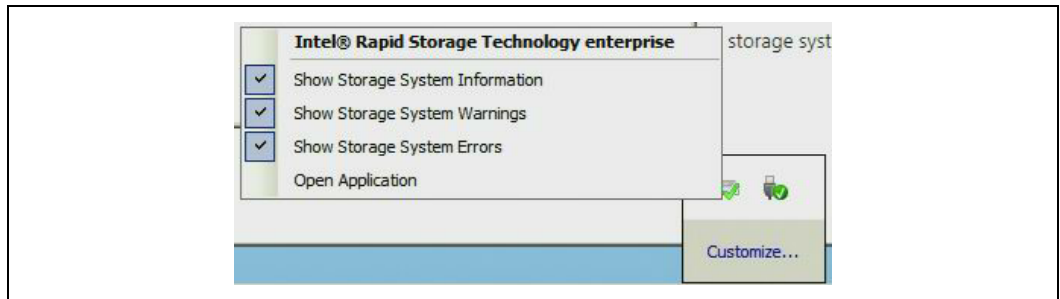 Intel® Rapid Storage Technology enterprise
storage syst
Show Storage System Information
Show Storage System Warnings
Show Storage System Errors
Open Application
Customize...